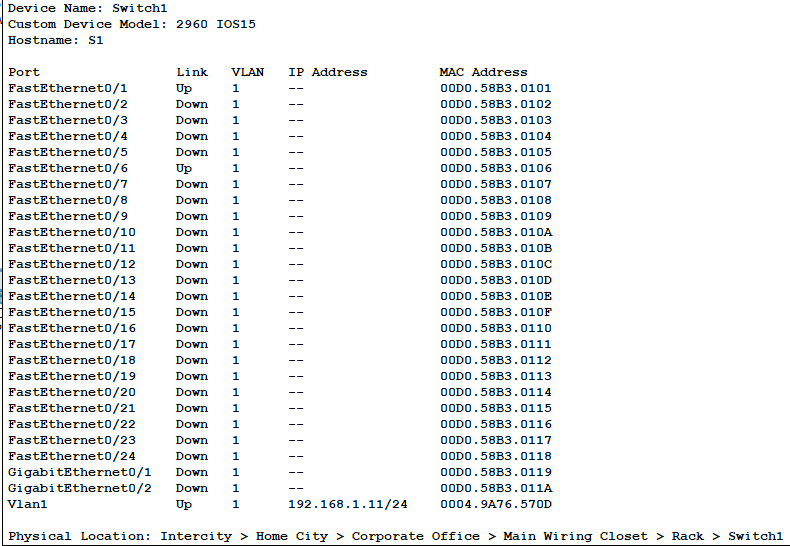 Device Name: Switch1
Custom Device Model: 2960 IOS15
Hostname: S1
Port Link VLAN IP Address MAC Address
FastEthernet0/1 Up 1 -- 00D0.58B3.0101
FastEthernet0/2 Down 1 -- 00D0.58B3.0102
FastEthernet0/3 Down 1 -- 00D0.58B3.0103
FastEthernet0/4 Down 1 -- 00D0.58B3.0104
FastEthernet0/5 Down 1 -- 00D0.58B3.0105
FastEthernet0/6 Up 1 -- 00D0.58B3.0106
FastEthernet0/7 Down 1 -- 00D0.58B3.0107
FastEthernet0/8 Down 1 -- 00D0.58B3.0108
FastEthernet0/9 Down 1 -- 00D0.58B3.0109
FastEthernet0/10 Down 1 -- 00D0.58B3.010A
FastEthernet0/11 Down 1 -- 00D0.58B3.010B
FastEthernet0/12 Down 1 -- 00D0.58B3.010C
FastEthernet0/13 Down 1 -- 00D0.58B3.010D
FastEthernet0/14 Down 1 -- 00D0.58B3.010E
FastEthernet0/15 Down 1 -- 00D0.58B3.010F
FastEthernet0/16 Down 1 -- 00D0.58B3.0110
FastEthernet0/17 Down 1 -- 00D0.58B3.0111
FastEthernet0/18 Down 1 -- 00D0.58B3.0112
FastEthernet0/19 Down 1 -- 00D0.58B3.0113
FastEthernet0/20 Down 1 -- 00D0.58B3.0114
FastEthernet0/21 Down 1 -- 00D0.58B3.0115
FastEthernet0/22 Down 1 -- 00D0.58B3.0116
FastEthernet0/23 Down 1 -- 00D0.58B3.0117
FastEthernet0/24 Down 1 -- 00D0.58B3.0118
GigabitEthernet0/1 Down 1 -- 00D0.58B3.0119
GigabitEthernet0/2 Down 1 -- 00D0.58B3.011A
Vlan1 Up 1 192.168.1.11/24 0004.9A76.570D
Physical Location: Intercity > Home City > Corporate Office > Main Wiring Closet > Rack > Switch1